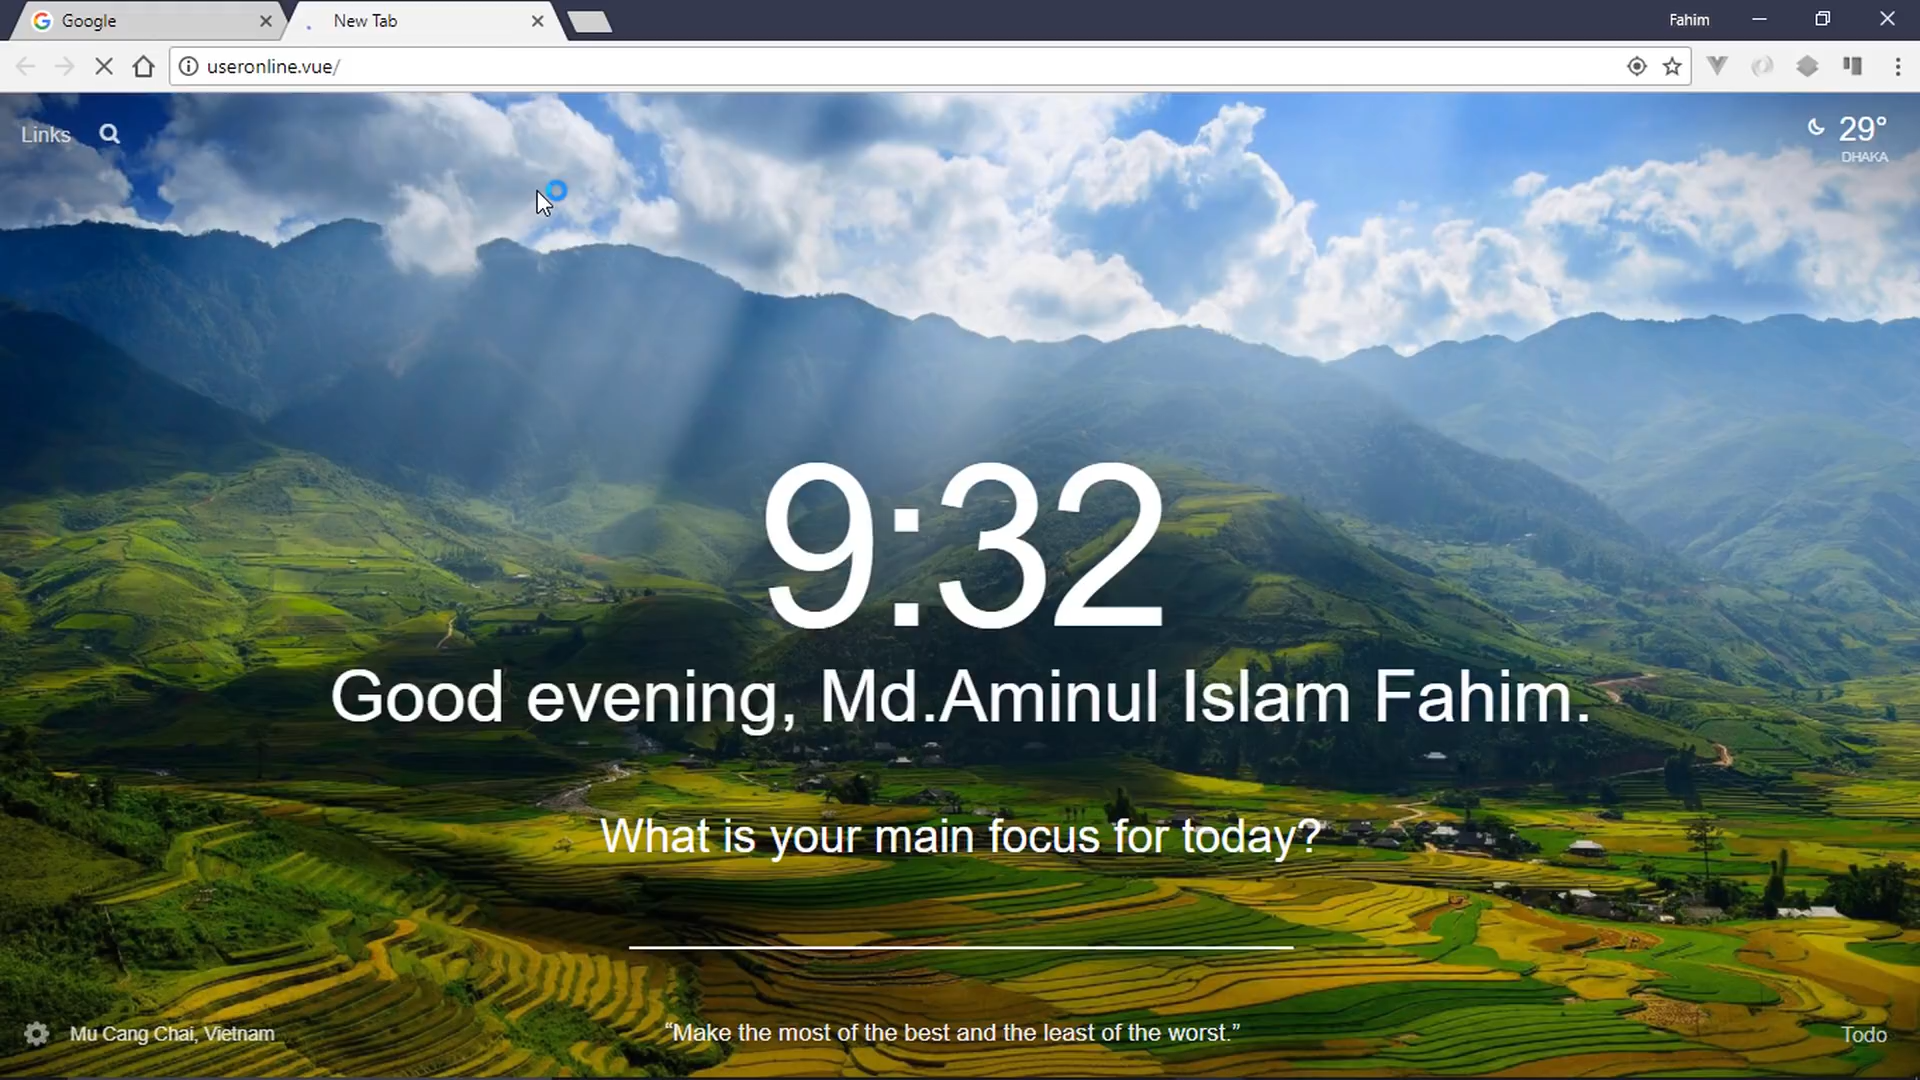 Google
New Tab
Fahim
useronline.vue/
Links
29°
DHAKA
9:32
Good evening, Md.Aminul Islam Fahim.
What is your main focus for today?
Mu Cang Chai, Vietnam
“Make the most of the best and the least of the worst.”
Todo